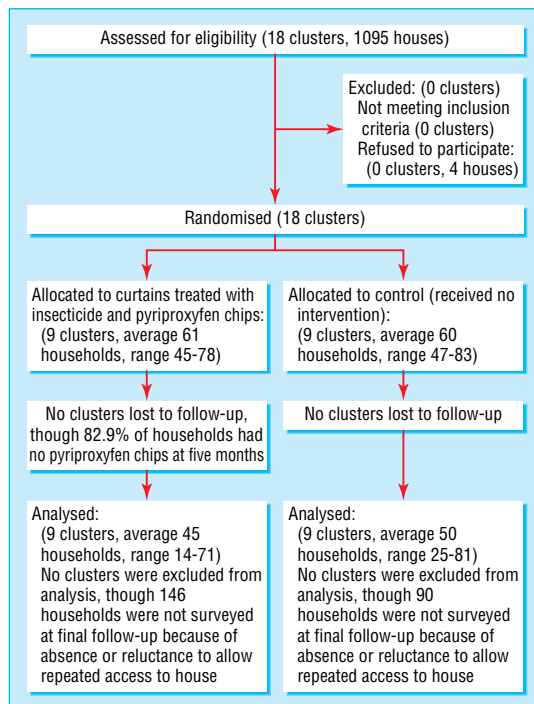 Assessed for eligibility (18 clusters, 1095 houses)
Excluded: (0 clusters)
Not meeting inclusion
criteria (0 clusters)
Refused to participate:
(0 clusters, 4 houses)
Randomised (18 clusters)
Allocated to curtains treated with
insecticide and pyriproxyfen chips:
(9 clusters, average 61
households, range 45-78)
Allocated to control (received no
intervention):
(9 clusters, average 60
households, range 47-83)
No clusters lost to follow-up,
though 82.9% of households had
no pyriproxyfen chips at five months
No clusters lost to follow-up
Analysed:
(9 clusters, average 45
households, range 14-71)
No clusters were excluded from
analysis, though 146
households were not surveyed
at final follow-up because of
absence or reluctance to allow
repeated access to house
Analysed:
(9 clusters, average 50
households, range 25-81)
No clusters were excluded from
analysis, though 90
households were not surveyed
at final follow-up because of
absence or reluctance to allow
repeated access to house